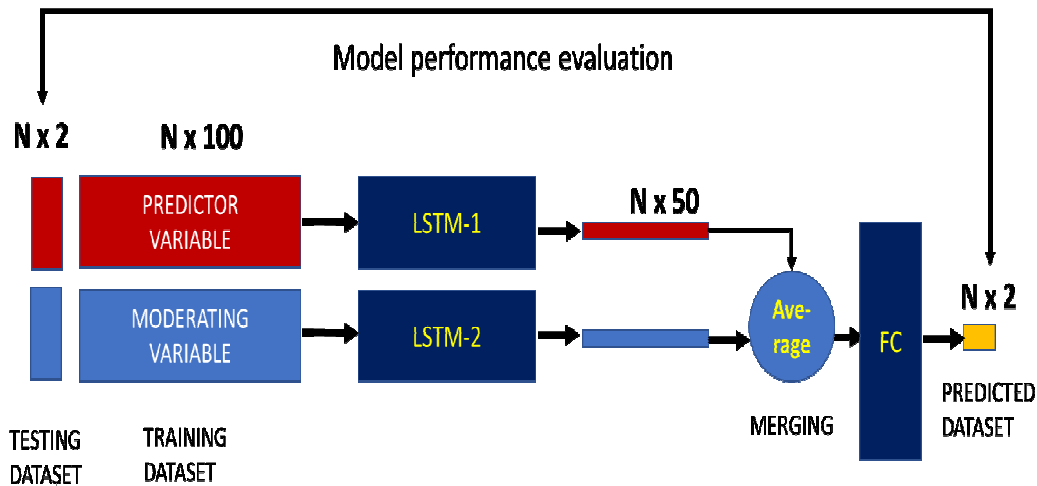 Model performance evaluation
N x 2
N x 100
PREDICTOR
VARIABLE
LSTM-1
N x 50
MODERATING
VARIABLE
LSTM-2
Ave-
rage
FC
N x 2
TESTING
DATASET
TRAINING
DATASET
MERGING
PREDICTED
DATASET